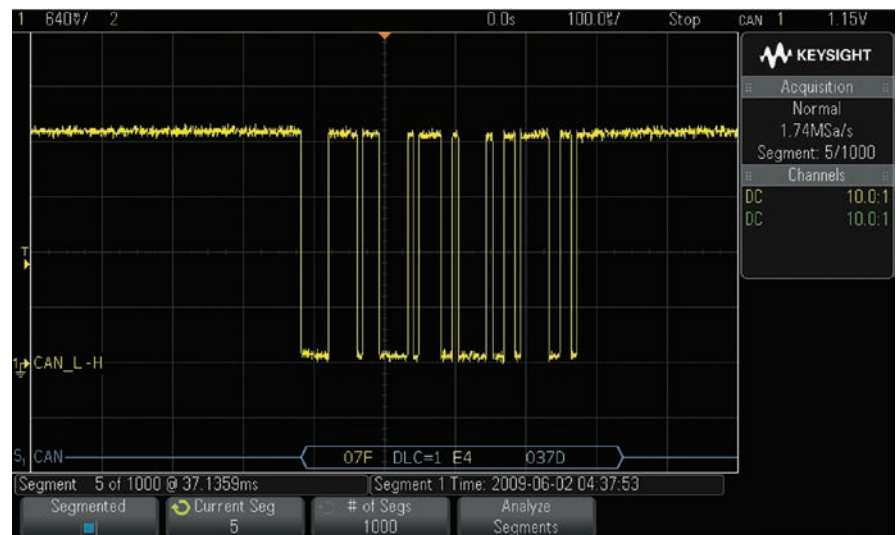 1 640♉/ 2 0.0s 100.0♉/ Stop CAN 1 1.15V
KEYSIGHT
Acquisition
Normal
1.74MSa/s
Segment: 5/1000
Channels
DC 10.0:1
DC 10.0:1
T
1 CAN_L-H
S₁ CAN 07F DLC=1 E4 037D
Segment 5 of 1000 @ 37.1359ms Segment 1 Time: 2009-06-02 04:37:53
Segmented Current Seg # of Segs Analyze
5 1000 Segments